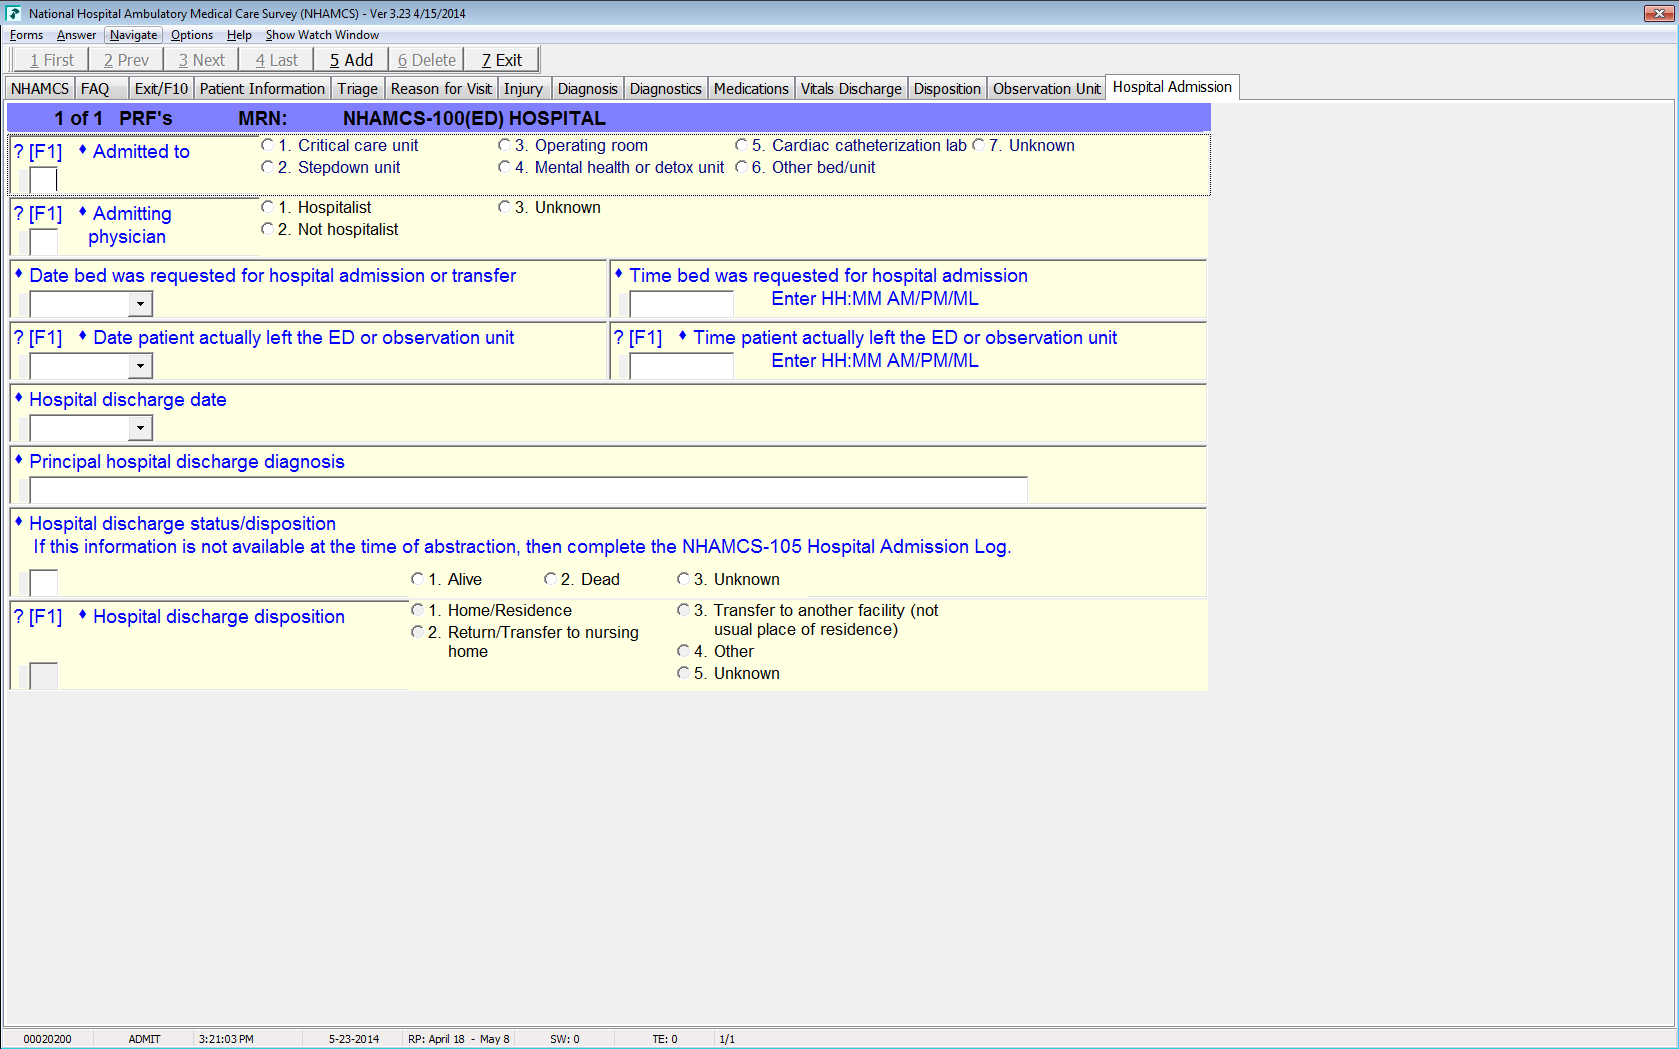 National Hospital Ambulatory Medical Care Survey (NHAMCS) - Ver 3.23 4/15/2014
Forms Answer Navigate Options Help Show Watch Window
1 First 2 Prev 3 Next 4 Last 5 Add 6 Delete 7 Exit
NHAMCS FAQ Exit/F10 Patient Information Triage Reason for Visit Injury Diagnosis Diagnostics Medications Vitals Discharge Disposition Observation Unit Hospital Admission
1 of 1 PRF's MRN: NHAMCS-100(ED) HOSPITAL
? [F1] ♦ Admitted to
1. Critical care unit 3. Operating room 5. Cardiac catheterization lab 7. Unknown
2. Stepdown unit 4. Mental health or detox unit 6. Other bed/unit
? [F1] ♦ Admitting
physician
1. Hospitalist 3. Unknown
2. Not hospitalist
♦ Date bed was requested for hospital admission or transfer
♦ Time bed was requested for hospital admission
Enter HH:MM AM/PM/ML
? [F1] ♦ Date patient actually left the ED or observation unit
? [F1] ♦ Time patient actually left the ED or observation unit
Enter HH:MM AM/PM/ML
♦ Hospital discharge date
♦ Principal hospital discharge diagnosis
♦ Hospital discharge status/disposition
If this information is not available at the time of abstraction, then complete the NHAMCS-105 Hospital Admission Log.
1. Alive 2. Dead 3. Unknown
? [F1] ♦ Hospital discharge disposition
1. Home/Residence
2. Return/Transfer to nursing
home
3. Transfer to another facility (not
usual place of residence)
4. Other
5. Unknown
00020200 ADMIT 3:21:03 PM 5-23-2014 RP: April 18 - May 8 SW: 0 TE: 0 1/1